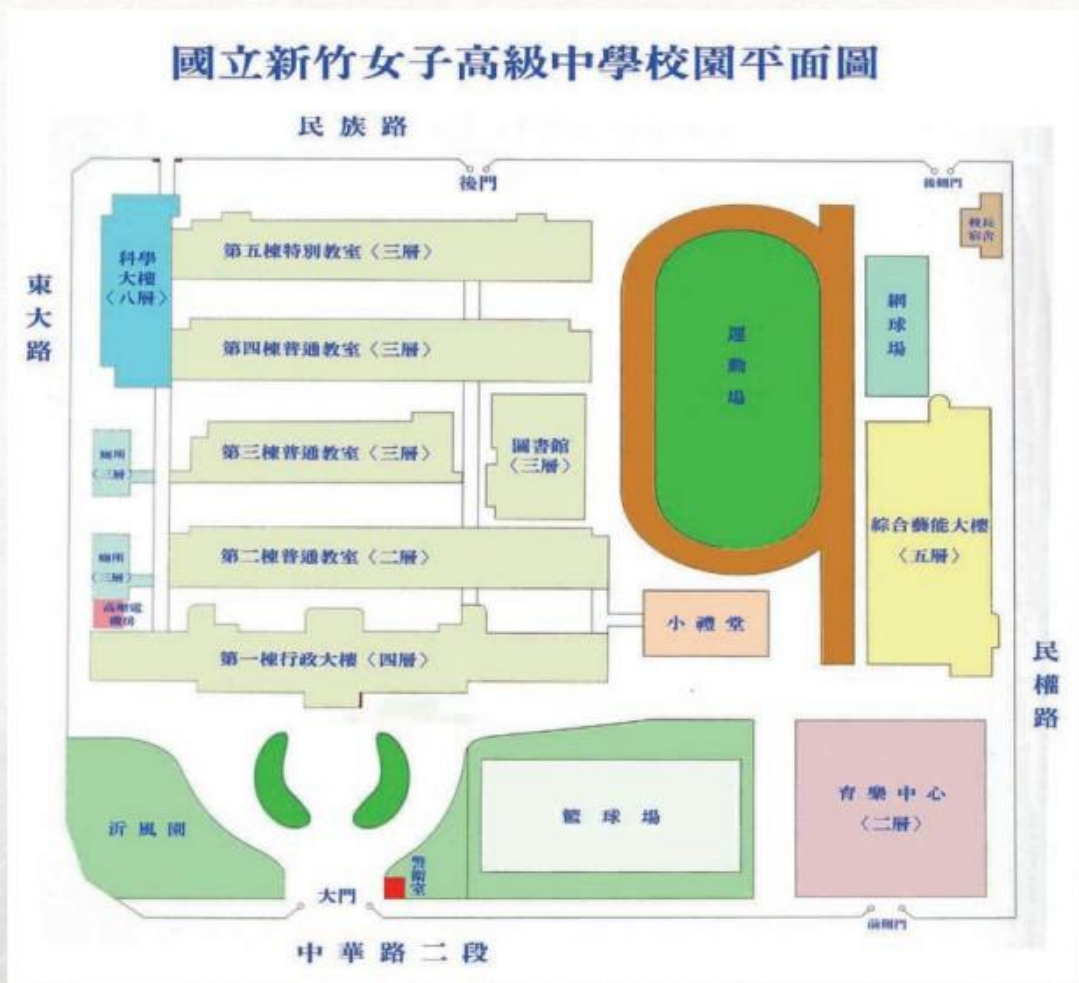 國立新竹女子高級中學校園平面圖
民族路
後門
後側門
校長
宿舍
科學
大樓
〈八層〉
第五棟特別教室〈三層〉
東大路
網球場
運動場
第四棟普通教室〈三層〉
廁所
〈三層〉
第三棟普通教室〈三層〉
圖書館
〈三層〉
綜合藝能大樓
〈五層〉
廁所
〈三層〉
第二棟普通教室〈二層〉
高壓電
機房
小禮堂
第一棟行政大樓〈四層〉
民權路
沂風園
籃球場
育樂中心
〈二層〉
警衛室
大門
前側門
中華路二段